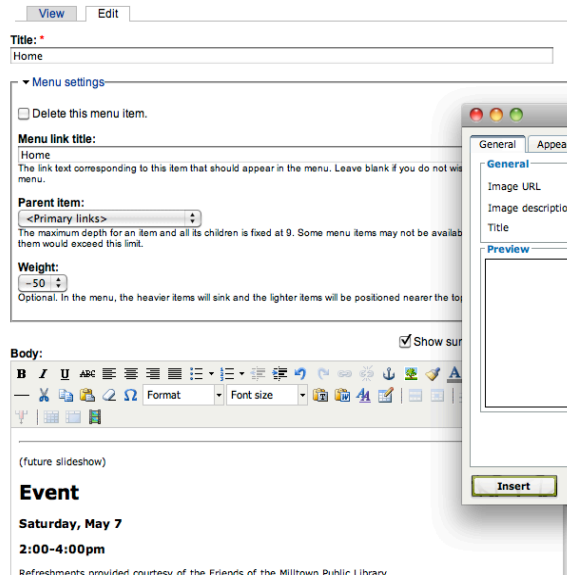 View Edit
Title: *
Home
Menu settings
Delete this menu item.
Menu link title:
Home
The link text corresponding to this item that should appear in the menu. Leave blank if you do not
menu.
Parent item:
<Primary links>
The maximum depth for an item and all its children is fixed at 9. Some menu items may not be
them would exceed this limit.
Weight:
-50
Optional. In the menu, the heavier items will sink and the lighter items will be positioned nearer the
General
General
Image URL
Image
Title
Preview
Insert
Show
Body:
B I U ABC
Format Font size
(future slideshow)
Event
Saturday, May 7
2:00-4:00pm
Refreshments provided courtesy of the Friends of the Milltown Public Library